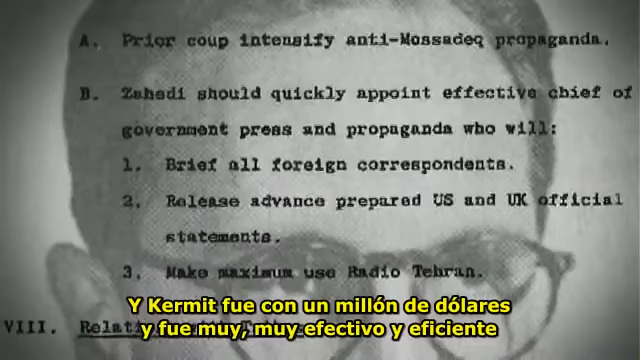 A. Prior coup intensify anti-Mossadeq propaganda.
B. Zahedi should quickly appoint effective chief of
government press and propaganda who will:
1. Brief all foreign correspondents.
2. Release advance prepared US and UK official
statements.
3. Make maximum use Radio Tehran.
Y Kermit fue con un millón de dólares
y fue muy, muy efectivo y eficiente
VIII.